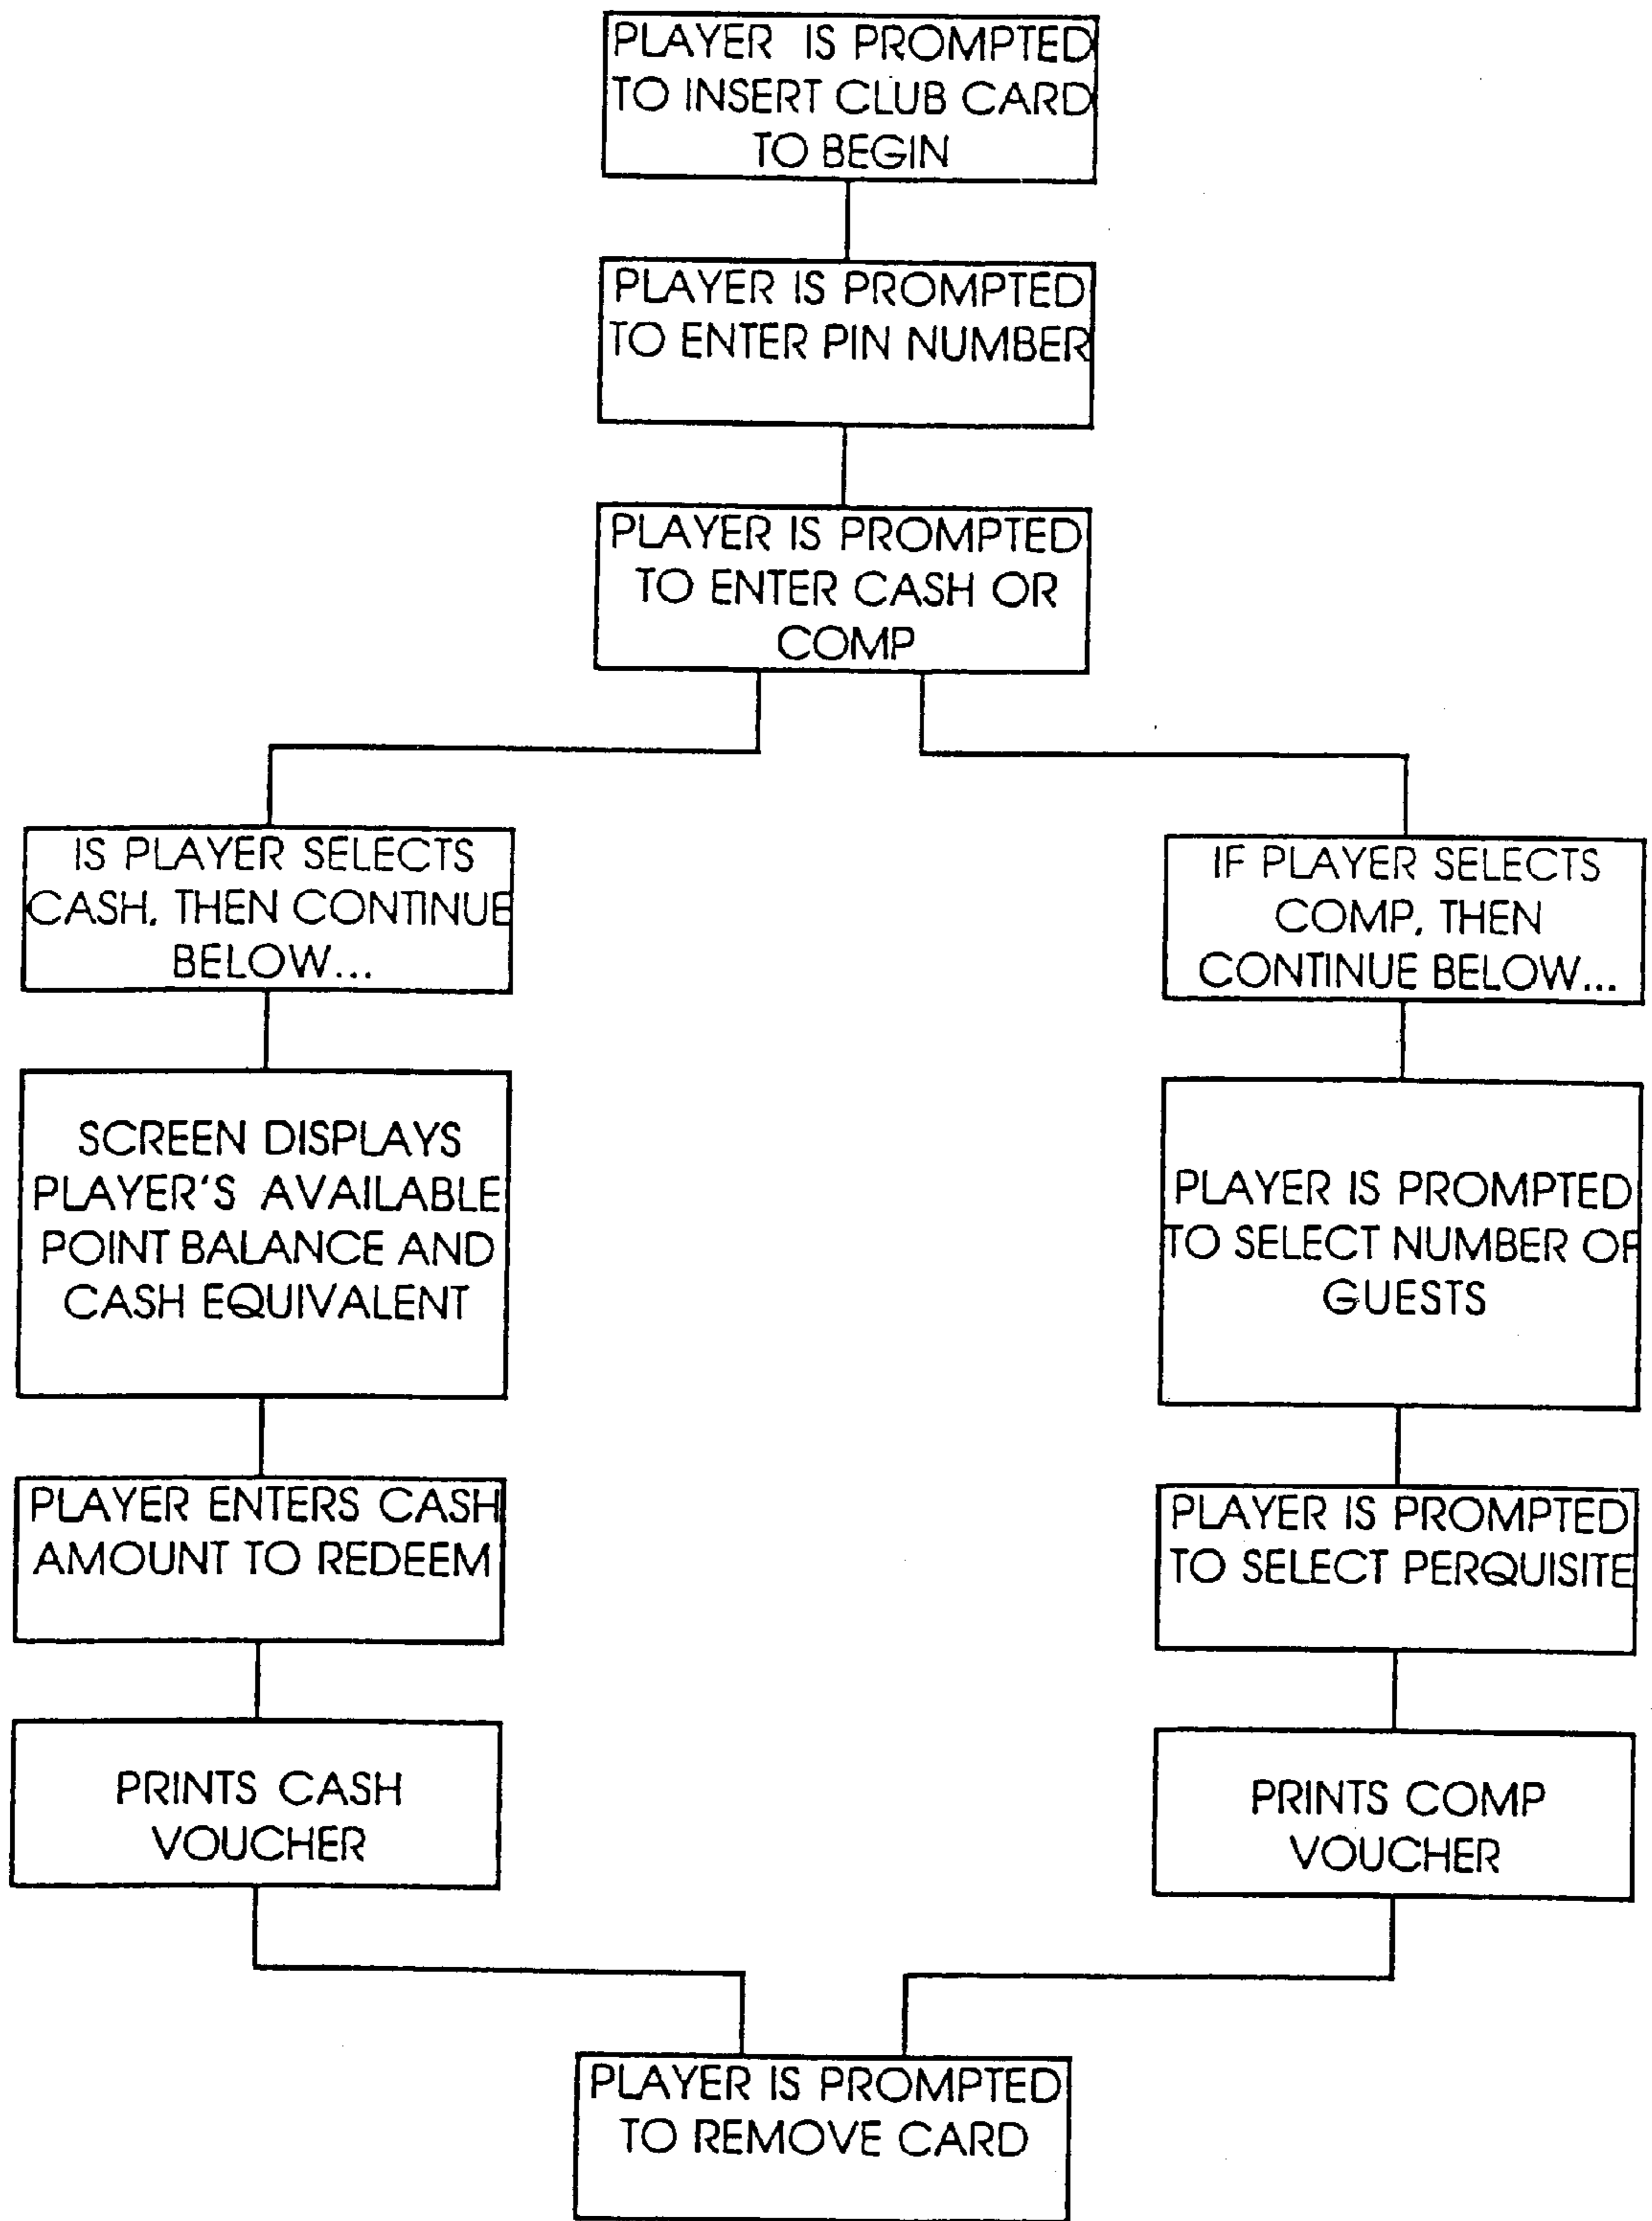 PLAYER IS PROMPTED
TO INSERT CLUB CARD
TO BEGIN
PLAYER IS PROMPTED
TO ENTER PIN NUMBER
PLAYER IS PROMPTED
TO ENTER CASH OR
COMP
IS PLAYER SELECTS
CASH, THEN CONTINUE
BELOW...
SCREEN DISPLAYS
PLAYER'S AVAILABLE
POINT BALANCE AND
CASH EQUIVALENT
PLAYER ENTERS CASH
AMOUNT TO REDEEM
PRINTS CASH
VOUCHER
IF PLAYER SELECTS
COMP, THEN
CONTINUE BELOW...
PLAYER IS PROMPTED
TO SELECT NUMBER OF
GUESTS
PLAYER IS PROMPTED
TO SELECT PERQUISITE
PRINTS COMP
VOUCHER
PLAYER IS PROMPTED
TO REMOVE CARD